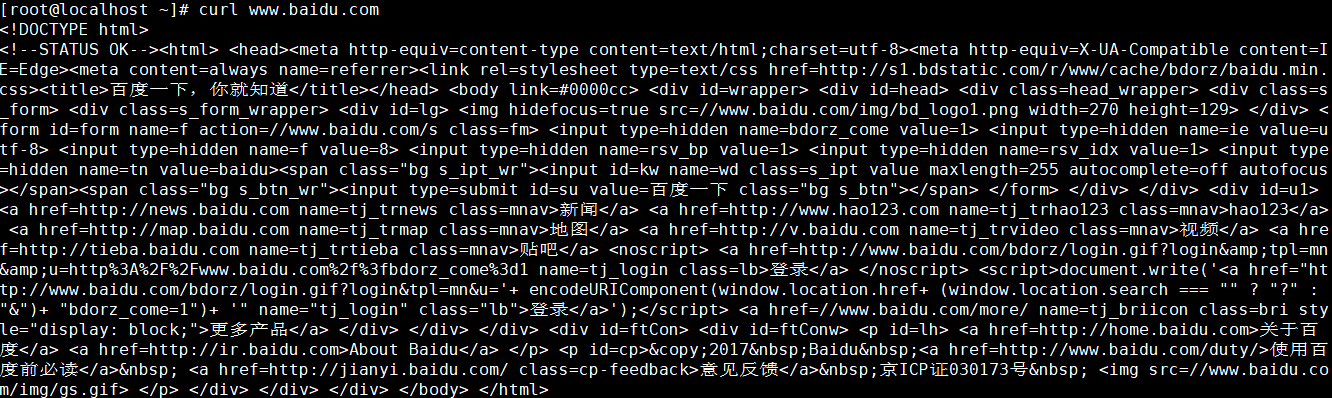 [root@localhost ~]# curl www.baidu.com
<!DOCTYPE html>
<!--STATUS OK--><html> <head><meta http-equiv=content-type content=text/html;charset=utf-8><meta http-equiv=X-UA-Compatible content=I
E=Edge><meta content=always name=referrer><link rel=stylesheet type=text/css href=http://s1.bdstatic.com/r/www/cache/bdorz/baidu.min.
css><title>百度一下，你就知道</title></head> <body link=#0000cc> <div id=wrapper> <div id=head> <div class=head_wrapper> <div class=s
_form> <div class=s_form_wrapper> <div id=lg> <img hidefocus=true src=//www.baidu.com/img/bd_logo1.png width=270 height=129> </div> <
form id=form name=f action=//www.baidu.com/s class=fm> <input type=hidden name=bdorz_come value=1> <input type=hidden name=ie value=u
tf-8> <input type=hidden name=f value=8> <input type=hidden name=rsv_bp value=1> <input type=hidden name=rsv_idx value=1> <input type
=hidden name=tn value=baidu><span class="bg s_ipt_wr"><input id=kw name=wd class=s_ipt value maxlength=255 autocomplete=off autofocus
></span><span class="bg s_btn_wr"><input type=submit id=su value=百度一下 class="bg s_btn"></span> </form> </div> </div> <div id=u1>
<a href=http://news.baidu.com name=tj_trnews class=mnav>新闻</a> <a href=http://www.hao123.com name=tj_trhao123 class=mnav>hao123</a>
 <a href=http://map.baidu.com name=tj_trmap class=mnav>地图</a> <a href=http://v.baidu.com name=tj_trvideo class=mnav>视频</a> <a hre
f=http://tieba.baidu.com name=tj_trtieba class=mnav>贴吧</a> <noscript> <a href=http://www.baidu.com/bdorz/login.gif?login&amp;tpl=mn
&amp;u=http%3A%2F%2Fwww.baidu.com%2f%3fbdorz_come%3d1 name=tj_login class=lb>登录</a> </noscript> <script>document.write('<a href="ht
tp://www.baidu.com/bdorz/login.gif?login&tpl=mn&u='+ encodeURIComponent(window.location.href+ (window.location.search === "" ? "?" :
"&")+ "bdorz_come=1")+ '" name="tj_login" class="lb">登录</a>');</script> <a href=//www.baidu.com/more/ name=tj_briicon class=bri sty
le="display: block;">更多产品</a> </div> </div> </div> <div id=ftCon> <div id=ftConw> <p id=lh> <a href=http://home.baidu.com>关于百
度</a> <a href=http://ir.baidu.com>About Baidu</a> </p> <p id=cp>&copy;2017&nbsp;Baidu&nbsp;<a href=http://www.baidu.com/duty/>使用百
度前必读</a>&nbsp; <a href=http://jianyi.baidu.com/ class=cp-feedback>意见反馈</a>&nbsp;京ICP证030173号&nbsp; <img src=//www.baidu.co
m/img/gs.gif> </p> </div> </div> </div> </body> </html>